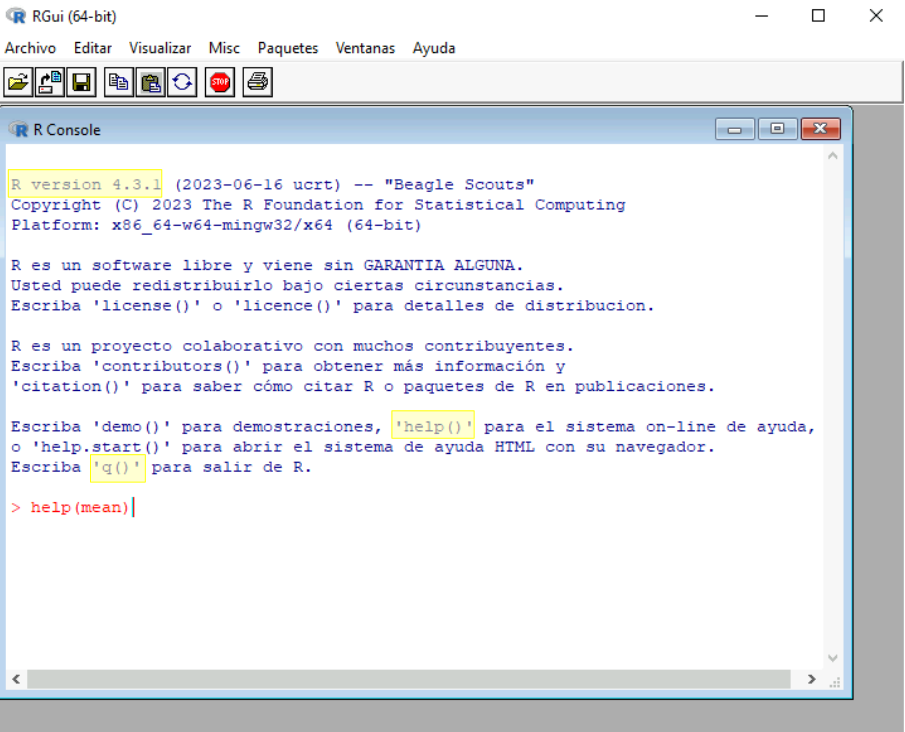 RGui (64-bit)
Archivo Editar Visualizar Misc Paquetes Ventanas Ayuda
STOP
R Console
R version 4.3.1 (2023-06-16 ucrt) -- "Beagle Scouts"
Copyright (C) 2023 The R Foundation for Statistical Computing
Platform: x86_64-w64-mingw32/x64 (64-bit)
R es un software libre y viene sin GARANTIA ALGUNA.
Usted puede redistribuirlo bajo ciertas circunstancias.
Escriba 'license()' o 'licence()' para detalles de distribucion.
R es un proyecto colaborativo con muchos contribuyentes.
Escriba 'contributors()' para obtener más información y
'citation()' para saber cómo citar R o paquetes de R en publicaciones.
Escriba 'demo()' para demostraciones, 'help()' para el sistema on-line de ayuda,
o 'help.start()' para abrir el sistema de ayuda HTML con su navegador.
Escriba 'q()' para salir de R.
> help(mean)